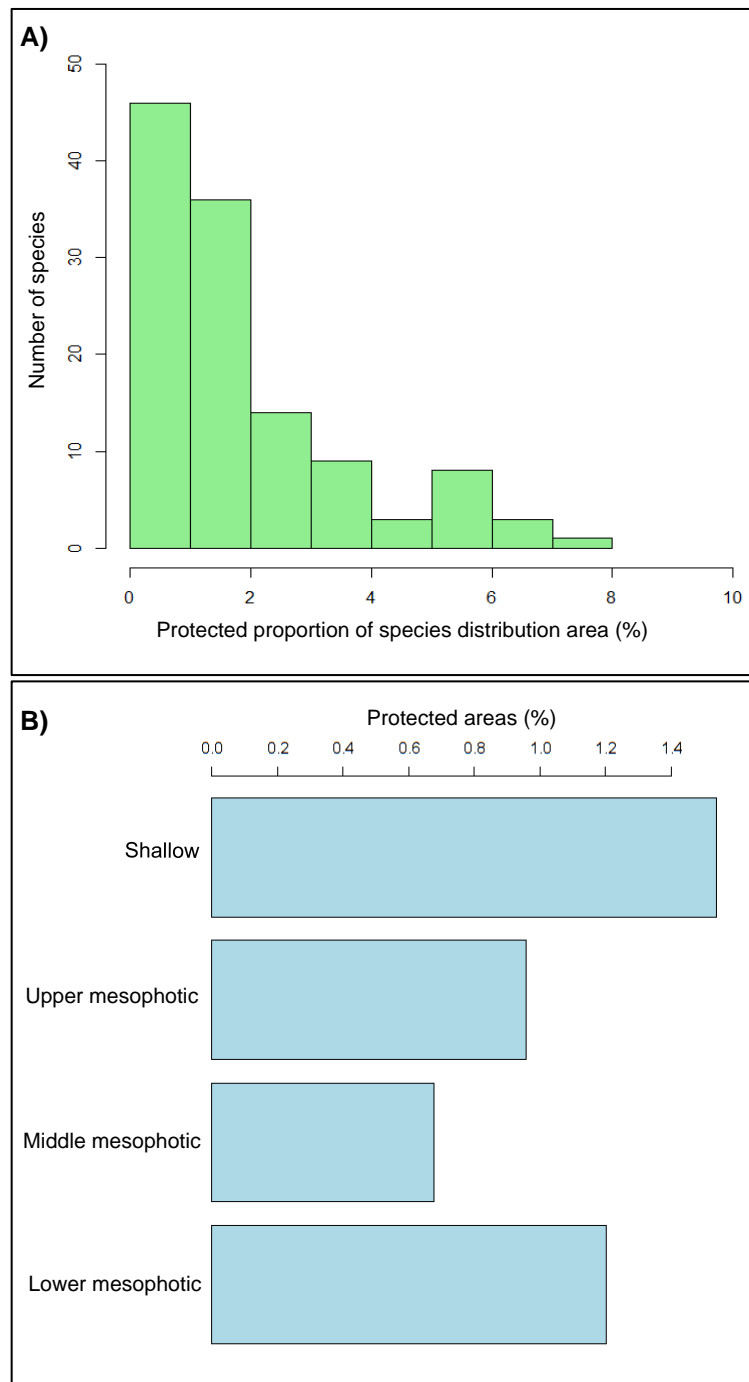 A)
50
40
30
20
10
0
Number of species
0 2 4 6 8 10
Protected proportion of species distribution area (%)
B)
Protected areas (%)
0.0 0.2 0.4 0.6 0.8 1.0 1.2 1.4
Shallow
Upper mesophotic
Middle mesophotic
Lower mesophotic